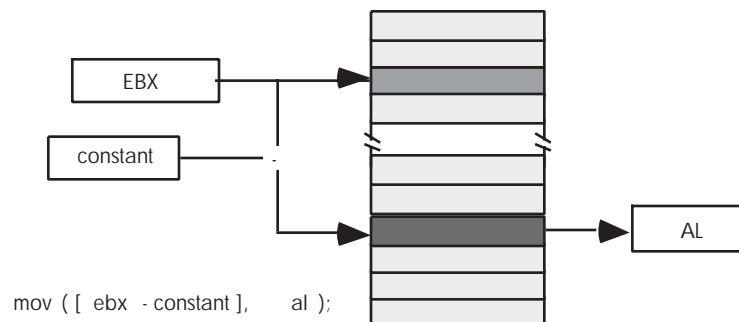 EBX
constant
-
AL
mov ( [ ebx - constant ], al );